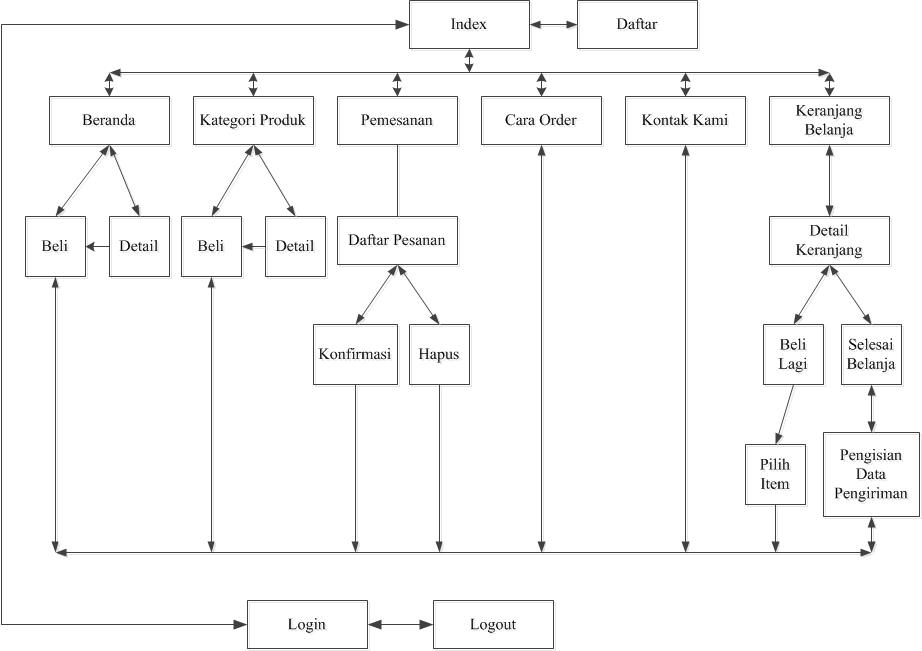 Index
Daftar
Beranda
Kategori Produk
Pemesanan
Cara Order
Kontak Kami
Keranjang
Belanja
Beli
Detail
Beli
Detail
Daftar Pesanan
Detail
Keranjang
Konfirmasi
Hapus
Beli
Lagi
Selesai
Belanja
Pilih
Item
Pengisian
Data
Pengiriman
Login
Logout